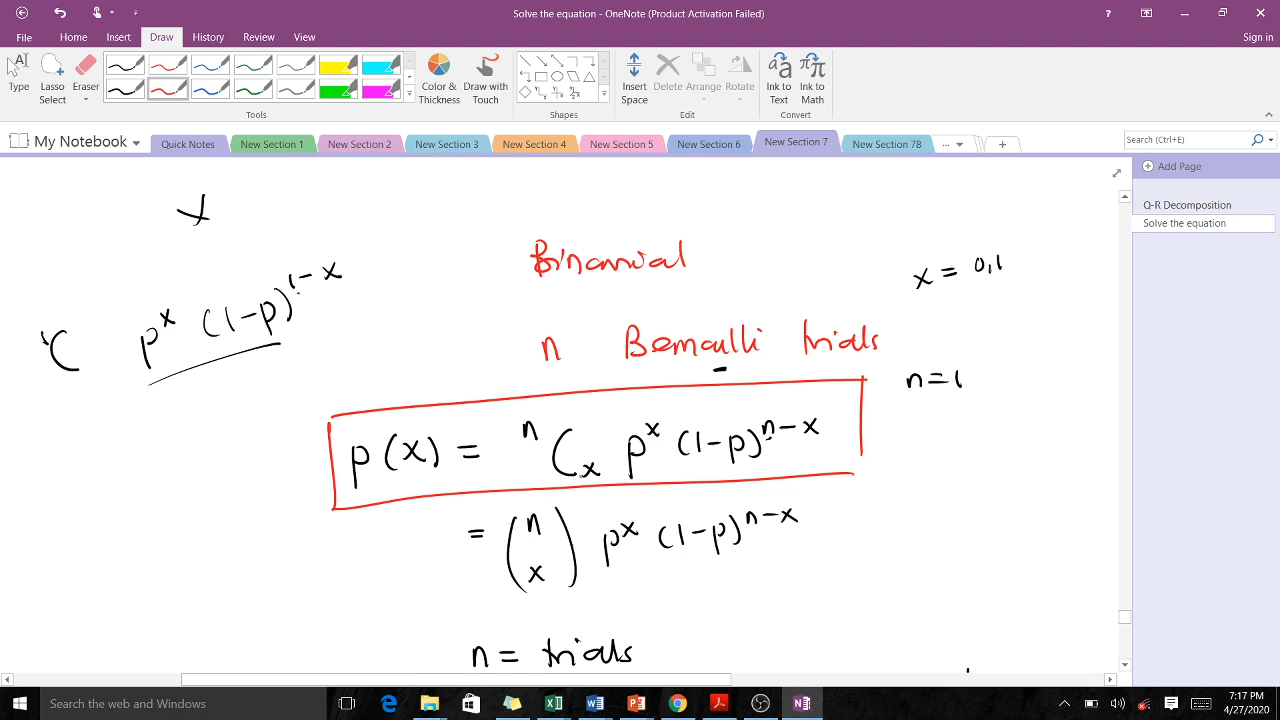 Solve the equation - OneNote (Product Activation Failed)
File Home Insert Draw History Review View
Sign in
Type
Lasso Select
Eraser
Color & Thickness
Draw with Touch
Insert Space
Delete
Arrange
Rotate
Ink to Text
Ink to Math
Tools
Shapes
Edit
Convert
My Notebook
Quick Notes
New Section 1
New Section 2
New Section 3
New Section 4
New Section 5
New Section 6
New Section 7
New Section 78
...
Search (Ctrl+E)
Add Page
Q-R Decomposition
Solve the equation
x
Binamial
x = 0,1
¹C p^x (1-p)^{1-x}
n Bernoulli trials
n=1
p(x) = ⁿCₓ p^x (1-p)^{n-x}
= (n x) p^x (1-p)^{n-x}
n = trials
Search the web and Windows
7:17 PM
4/27/2020